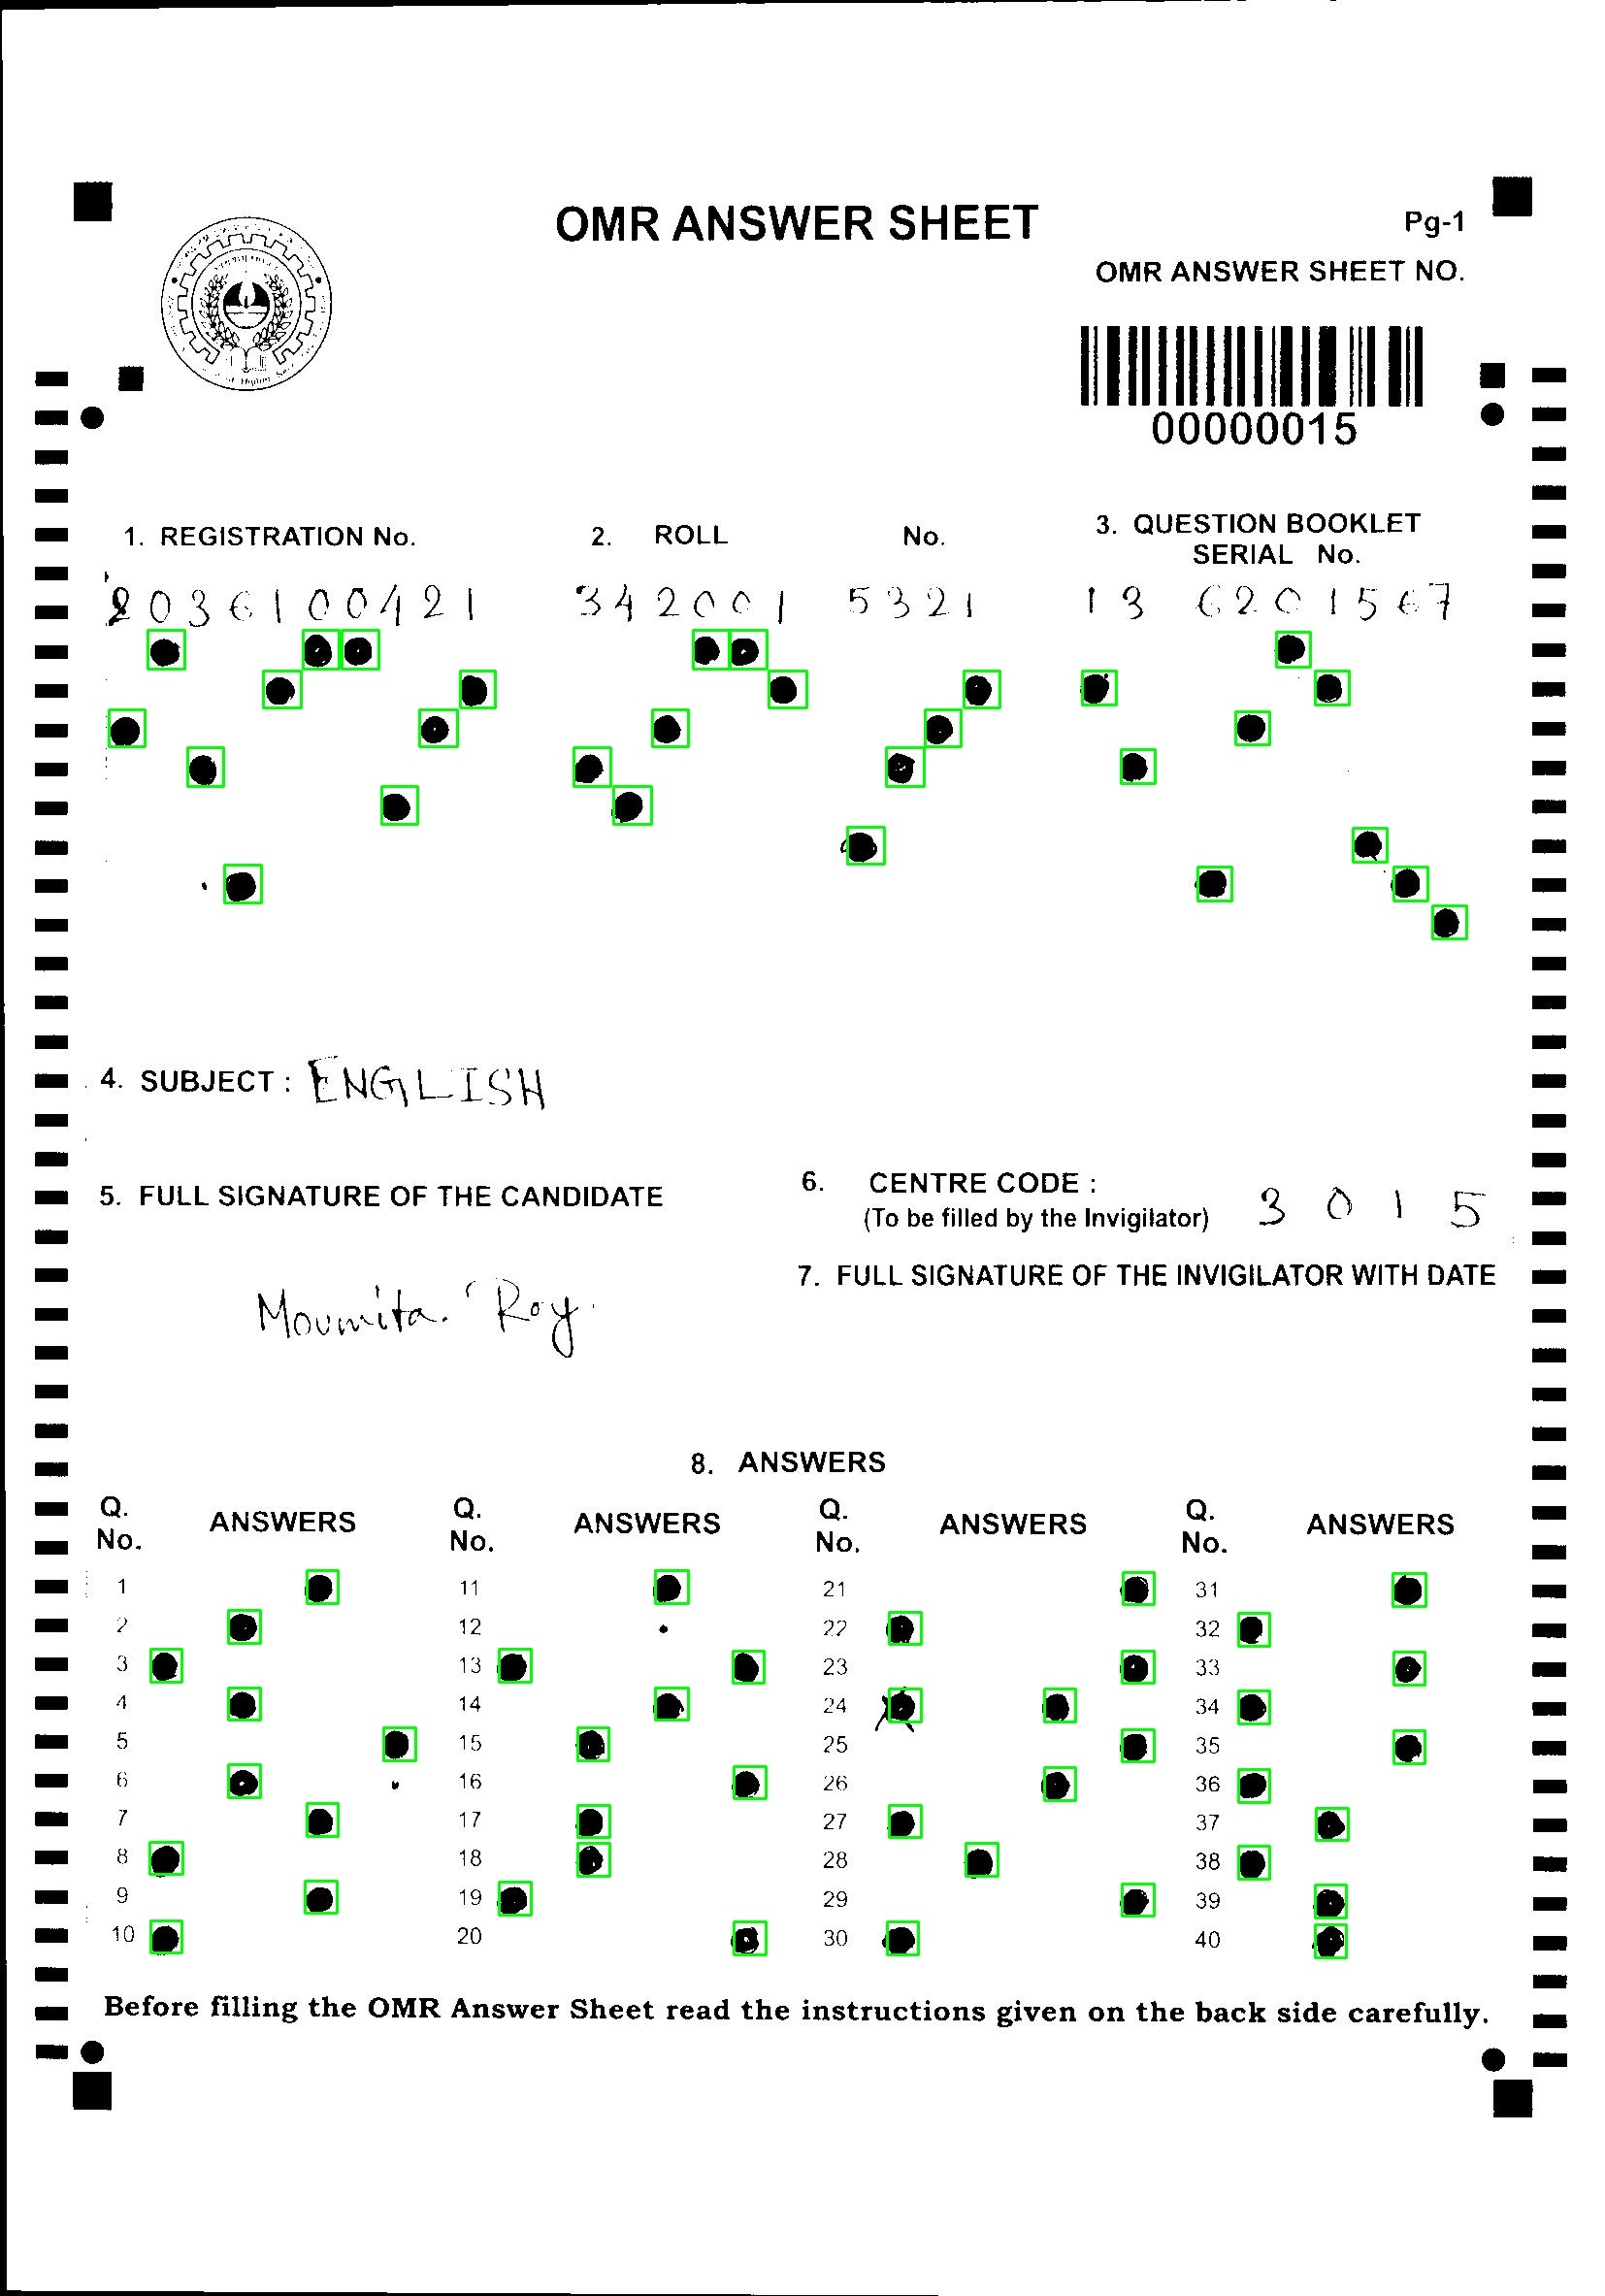 OMR ANSWER SHEET
Pg-1
OMR ANSWER SHEET NO.
00000015
1. REGISTRATION No.
2. ROLL No.
3. QUESTION BOOKLET
SERIAL No.
2036100421 342001 5321 13 6201567
4. SUBJECT : ENGLISH
5. FULL SIGNATURE OF THE CANDIDATE
6. CENTRE CODE :
(To be filled by the Invigilator) 3 0 1 5
7. FULL SIGNATURE OF THE INVIGILATOR WITH DATE
Moumita. Roy.
8. ANSWERS
Q. No. ANSWERS Q. No. ANSWERS Q. No. ANSWERS Q. No. ANSWERS
1 11 21 31
2 12 22 32
3 13 23 33
4 14 24 34
5 15 25 35
6 16 26 36
7 17 27 37
8 18 28 38
9 19 29 39
10 20 30 40
Before filling the OMR Answer Sheet read the instructions given on the back side carefully.